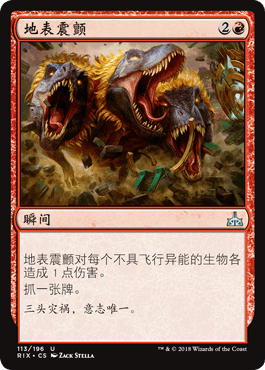 地表震颤 2
瞬间
地表震颤对每个不具飞行异能的生物各
造成1点伤害。
抓一张牌。
三头灾祸，意志唯一。
113/196 U
RIX • CS ZACK STELLA
™ & © 2018 Wizards of the Coast